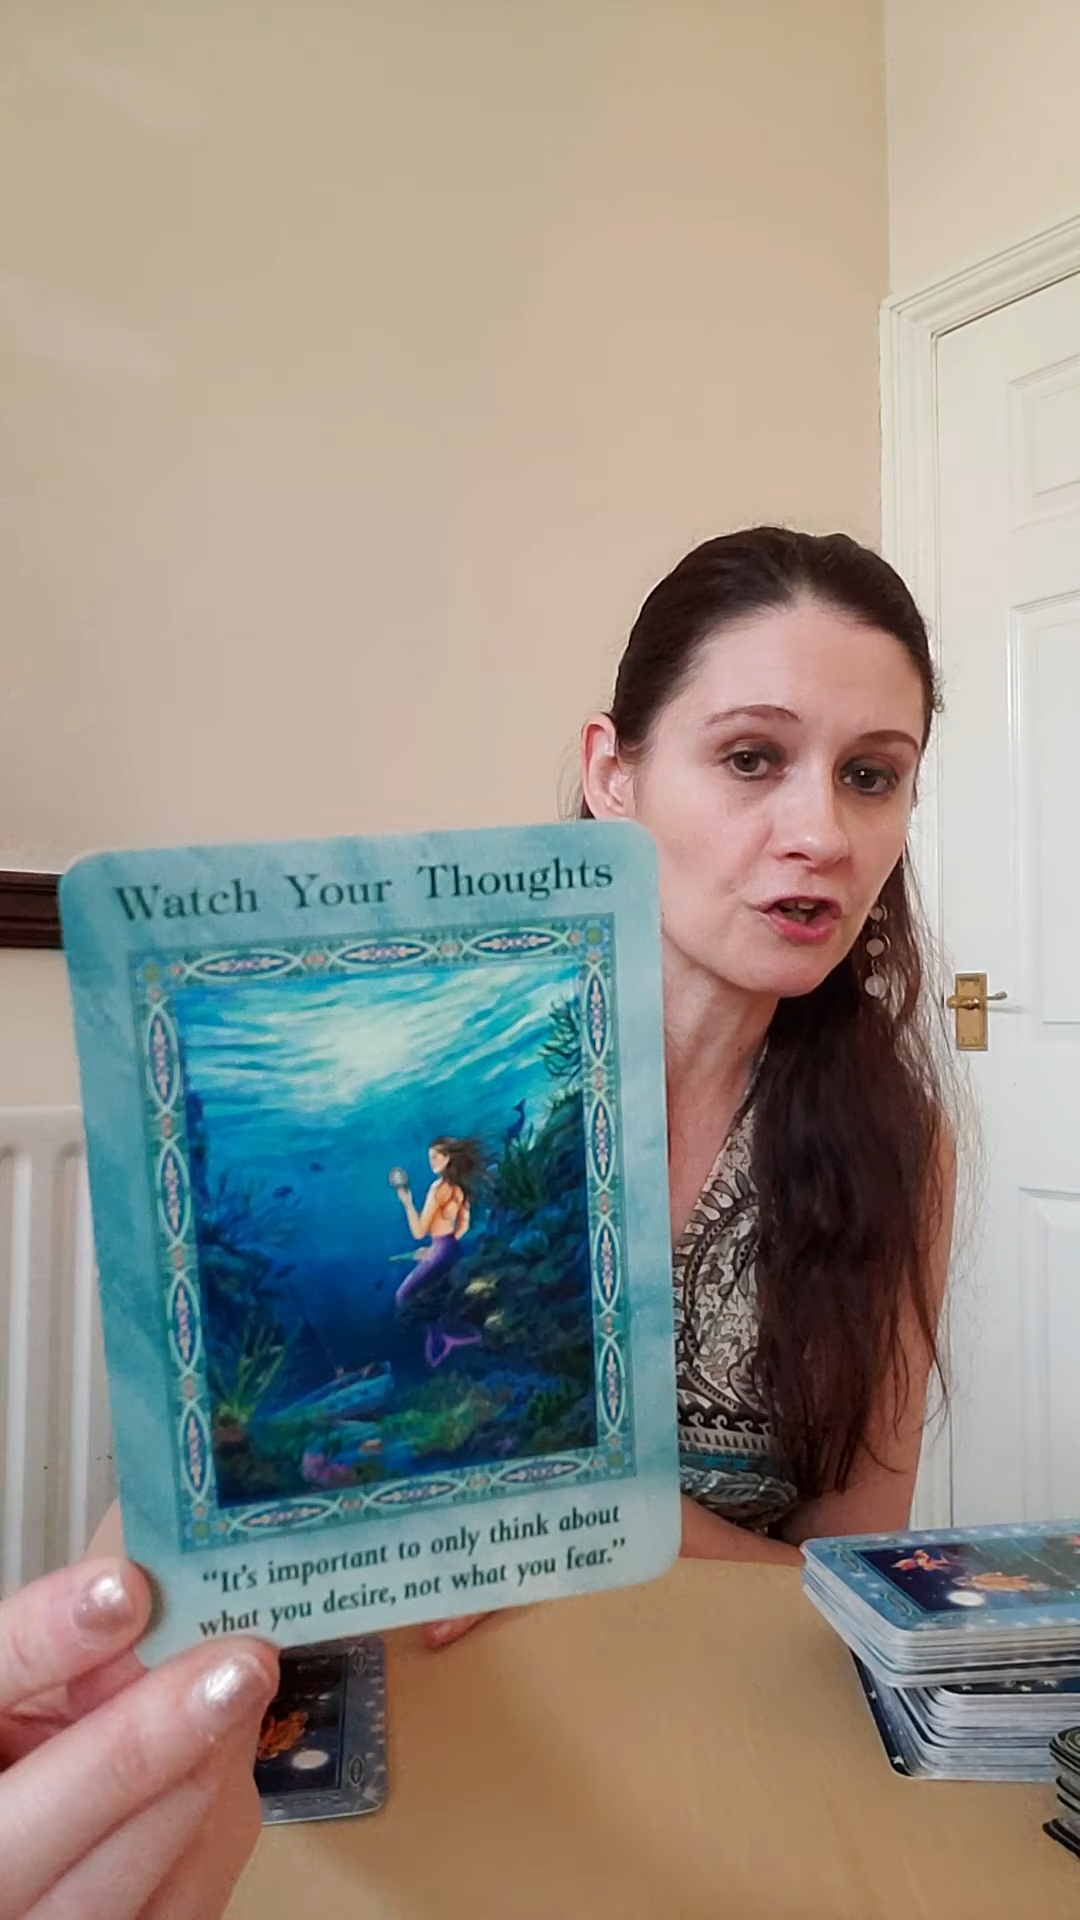 Watch Your Thoughts
“It’s important to only think about
what you desire, not what you fear.”